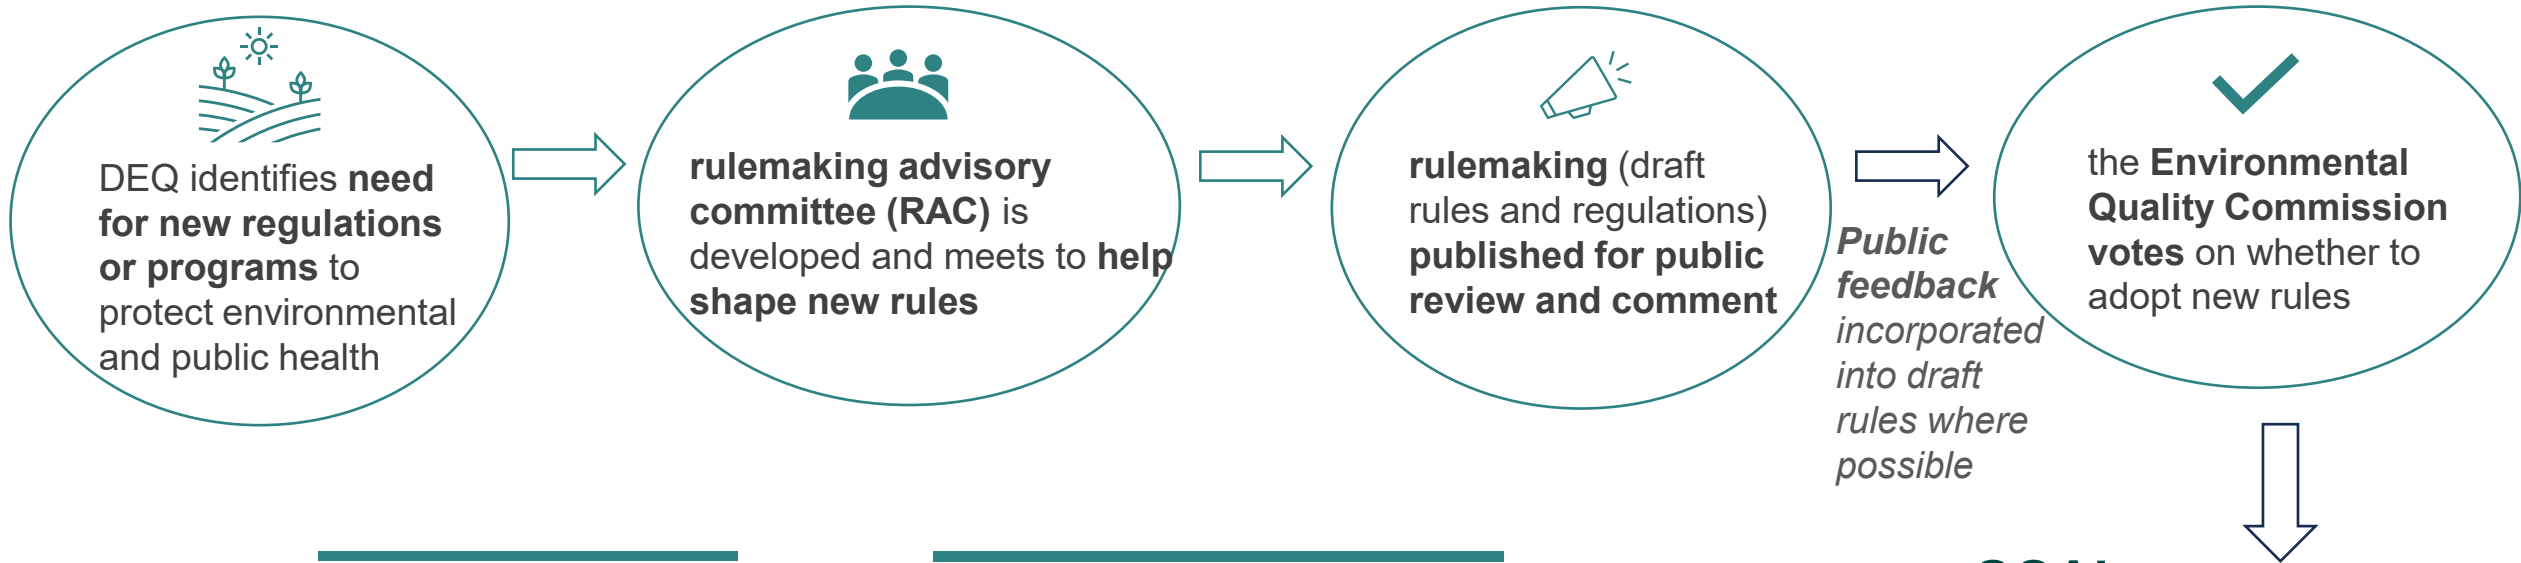 DEQ identifies need
for new regulations
or programs to
protect environmental
and public health
rulemaking advisory
committee (RAC) is
developed and meets to help
shape new rules
rulemaking (draft
rules and regulations)
published for public
review and comment
Public
feedback
incorporated
into draft
rules where
possible
the Environmental
Quality Commission
votes on whether to
adopt new rules